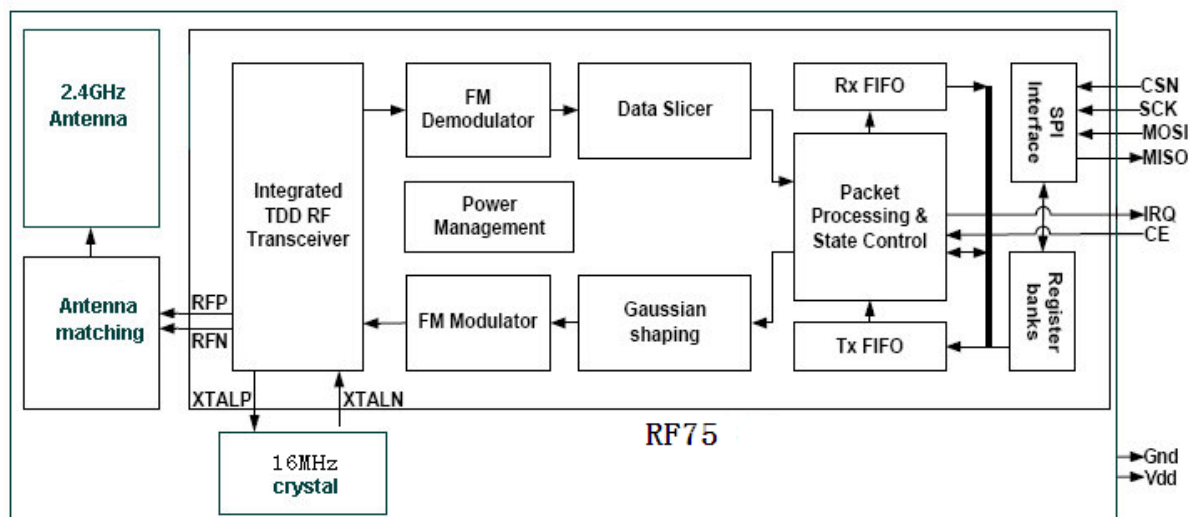 2.4GHz
Antenna
Antenna
matching
RFP
RFN
Integrated
TDD RF
Transceiver
XTALP
XTALN
16MHz
crystal
FM
Demodulator
Data Slicer
Power
Management
FM Modulator
Gaussian
shaping
Rx FIFO
Packet
Processing &
State Control
Tx FIFO
SPI
Interface
Register
banks
CSN
SCK
MOSI
MISO
IRQ
CE
RF75
Gnd
Vdd